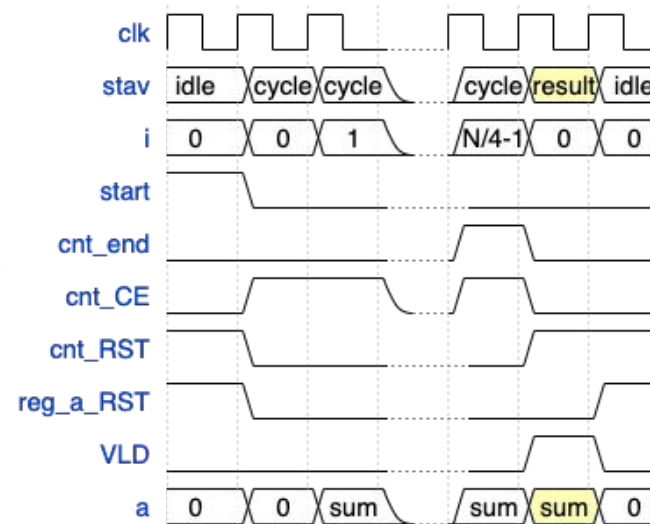 clk
stav idle cycle cycle cycle result idle
i 0 0 1 N/4-1 0 0
start
cnt_end
cnt_CE
cnt_RST
reg_a_RST
VLD
a 0 0 sum sum sum 0